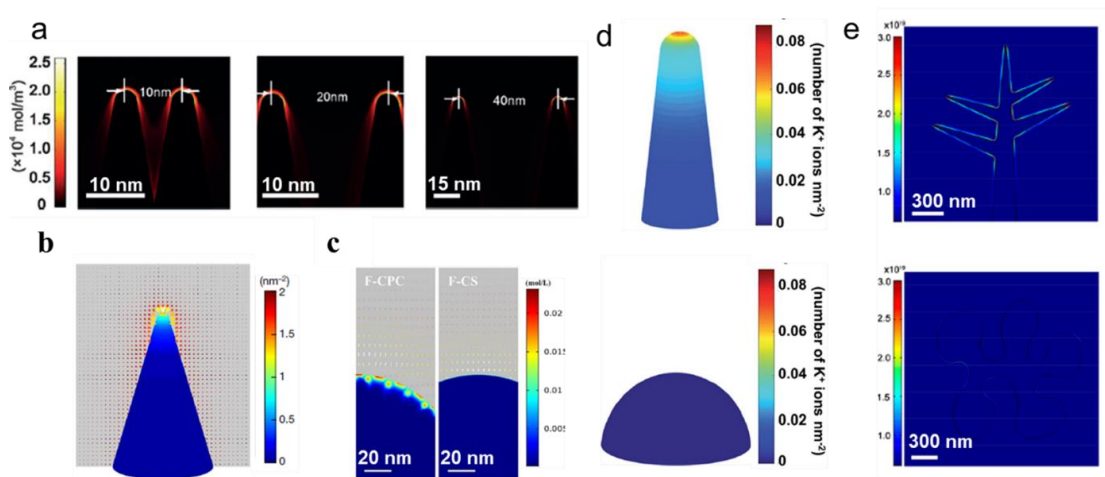 a
2.5
2.0
1.5
1.0
0.5
0
(×10⁴ mol/m³)
10nm
10 nm
20nm
10 nm
40nm
15 nm
b
(nm⁻²)
2
1.5
1
0.5
0
c
F-CPC
F-CS
20 nm
20 nm
(mol/L)
0.02
0.015
0.01
0.005
d
0.08
0.06
0.04
0.02
0
(number of K⁺ ions nm⁻²)
0.08
0.06
0.04
0.02
0
(number of K⁺ ions nm⁻²)
e
x10⁻⁹
3.0
2.5
2.0
1.5
1.0
300 nm
x10⁻⁹
3.0
2.5
2.0
1.5
1.0
300 nm